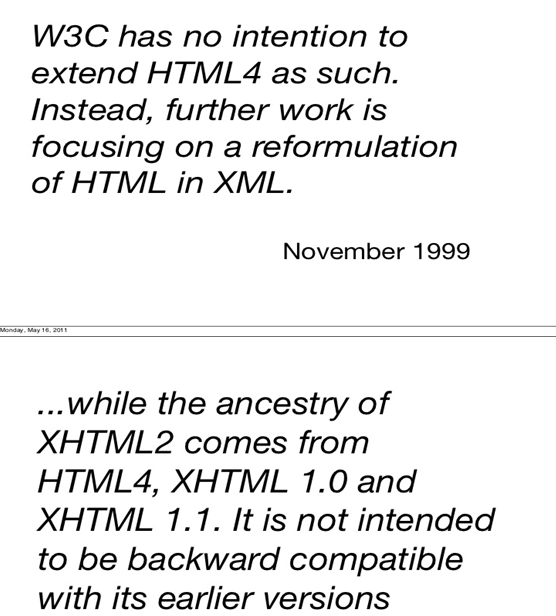 W3C has no intention to
extend HTML4 as such.
Instead, further work is
focusing on a reformulation
of HTML in XML.
November 1999
Monday, May 16, 2011
...while the ancestry of
XHTML2 comes from
HTML4, XHTML 1.0 and
XHTML 1.1. It is not intended
to be backward compatible
with its earlier versions